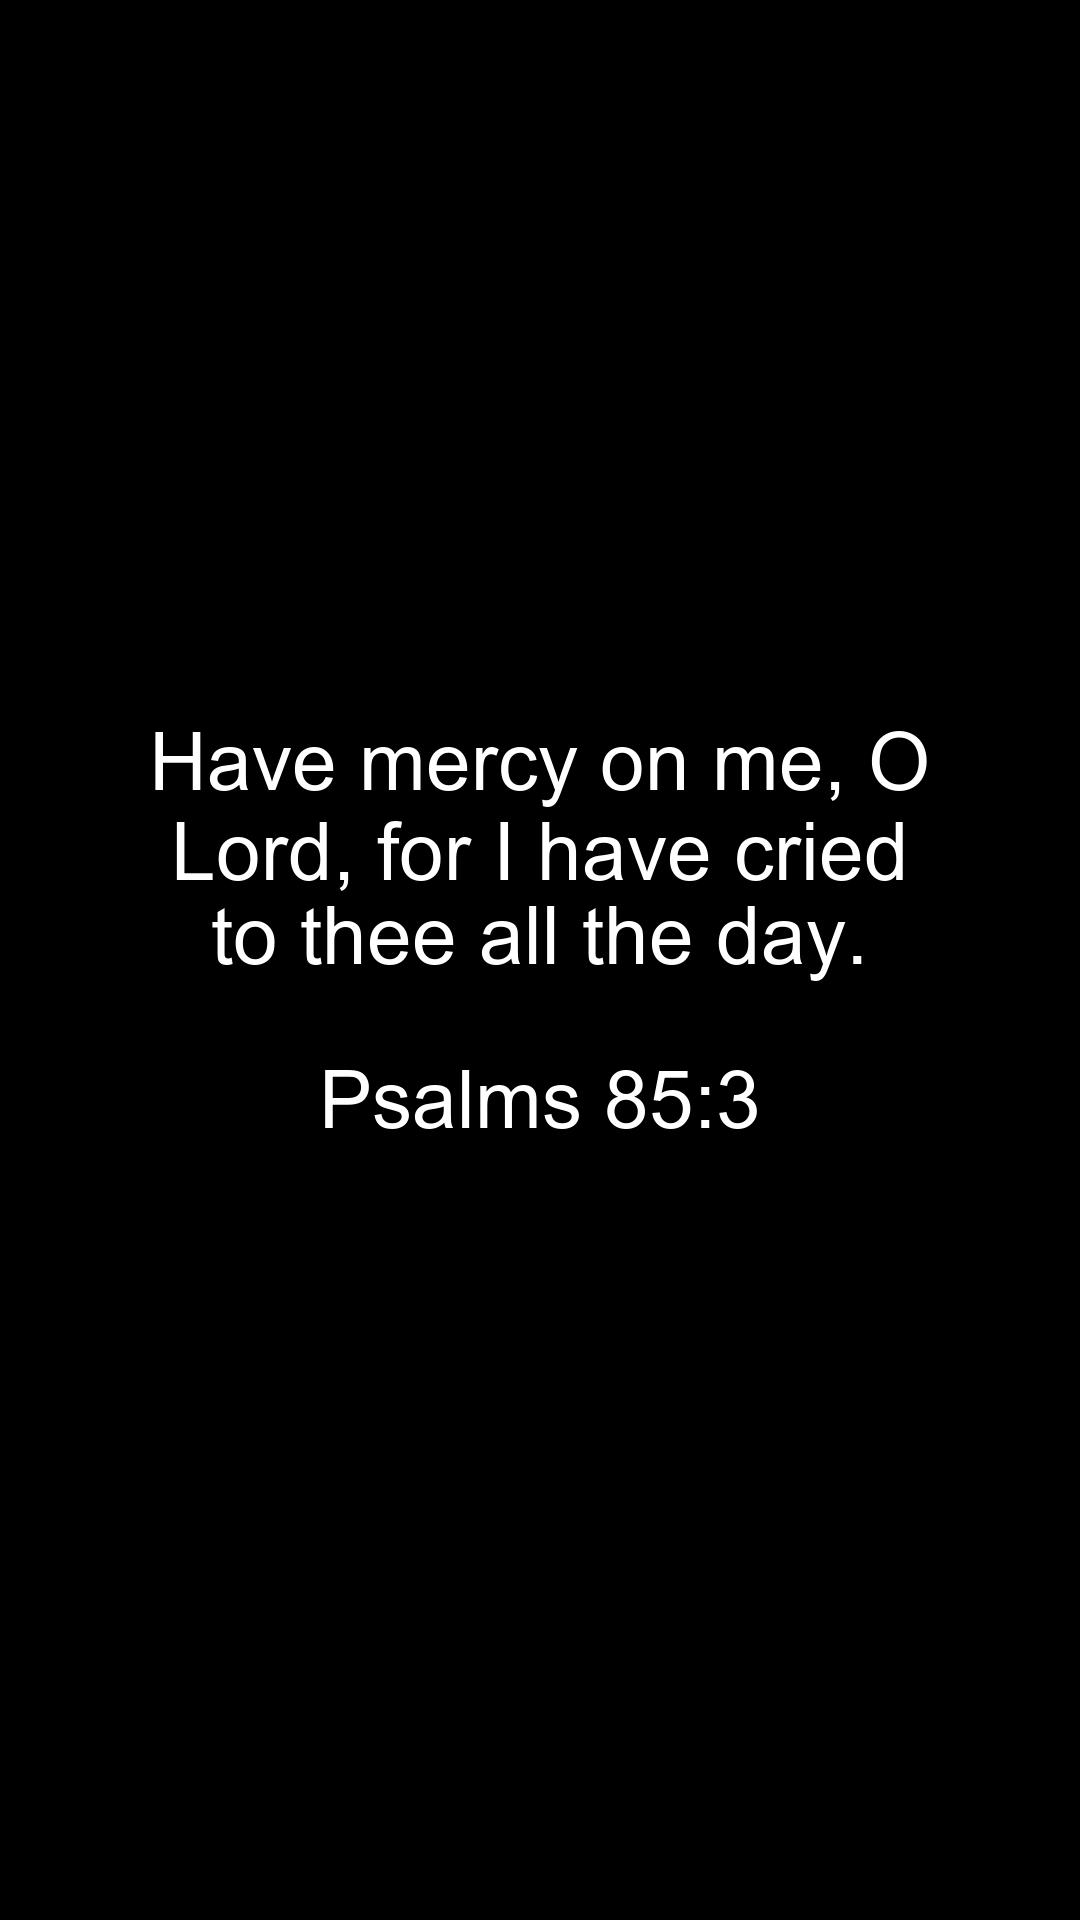 Have mercy on me, O
Lord, for I have cried
to thee all the day.
Psalms 85:3